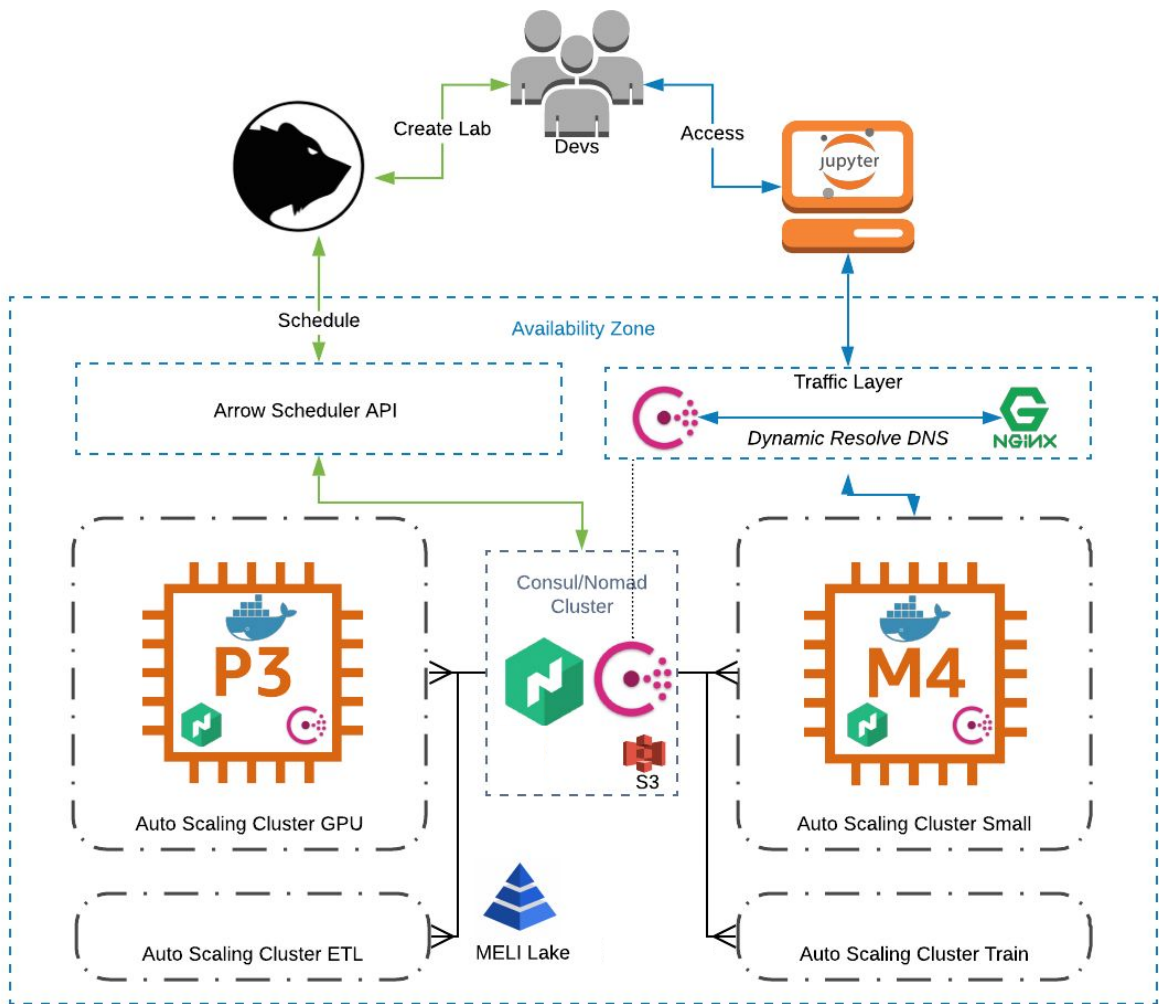 Create Lab
Devs
Access
jupyter
Schedule
Availability Zone
Arrow Scheduler API
Traffic Layer
Dynamic Resolve DNS
NGINX
Consul/Nomad
Cluster
P3
M4
S3
Auto Scaling Cluster GPU
Auto Scaling Cluster Small
MELI Lake
Auto Scaling Cluster ETL
Auto Scaling Cluster Train